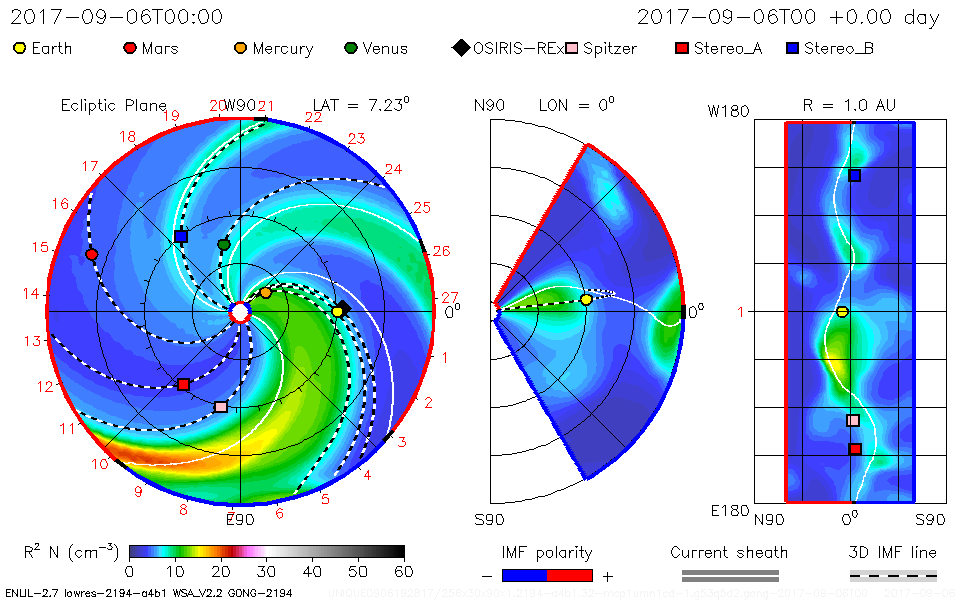 2017-09-06T00:00
2017-09-06T00 +0.00 day
Earth Mars Mercury Venus OSIRIS-REx Spitzer Stereo_A Stereo_B
Ecliptic Plane W90 LAT = 7.23°
N90 LON = 0°
W180 R = 1.0 AU
20 21
19 22
18 23
17 24
16 25
15 26
14 27 0°
0°
1
13 1
12 2
11 3
10 4
9 5
8 7 6
E90
S90
E180
N90 0° S90
R² N (cm⁻³)
0 10 20 30 40 50 60
IMF polarity
- +
Current sheath
3D IMF line
ENLIL-2.7 lowres-2194-a4b1 WSA_V2.2 GONG-2194